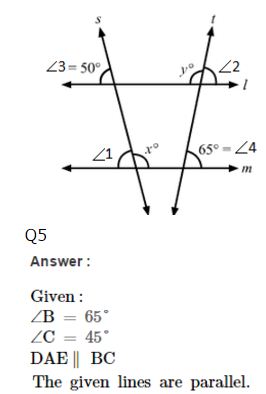 s t
∠3 = 50° y° ∠2
l
∠1 x° 65° = ∠4
m
Q5
Answer :
Given :
∠B = 65°
∠C = 45°
DAE ∥ BC
The given lines are parallel.